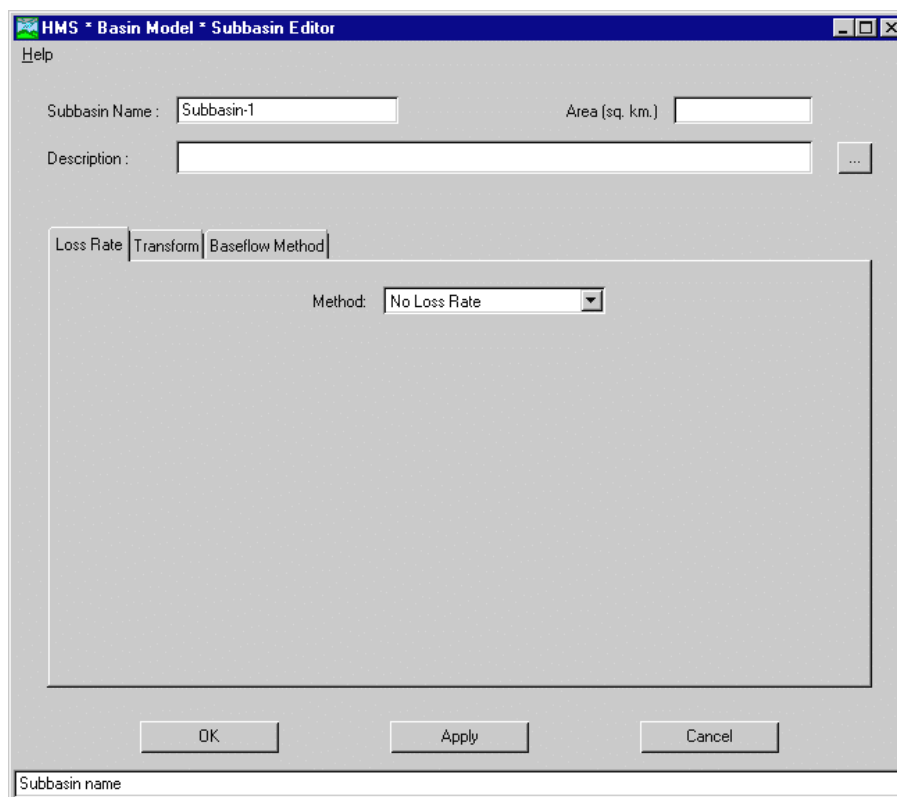 HMS * Basin Model * Subbasin Editor
Help
Subbasin Name : Subbasin-1 Area (sq. km.)
Description : ...
Loss Rate Transform Baseflow Method
Method: No Loss Rate
OK Apply Cancel
Subbasin name